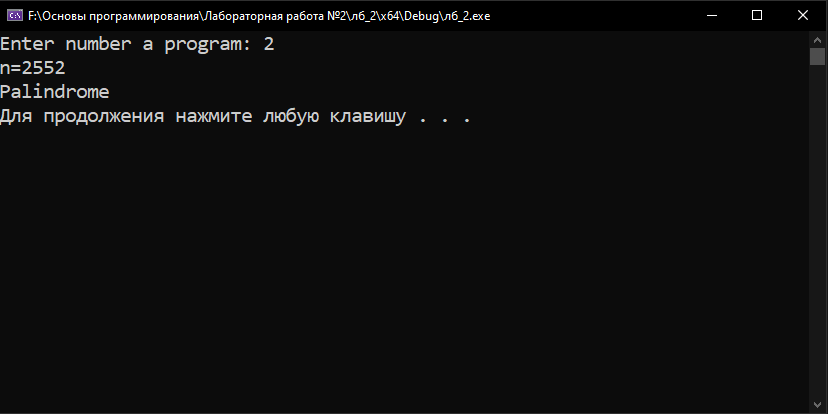 F:\Основы программирования\Лабораторная работа №2\лб_2\x64\Debug\лб_2.exe
Enter number a program: 2
n=2552
Palindrome
Для продолжения нажмите любую клавишу . . .